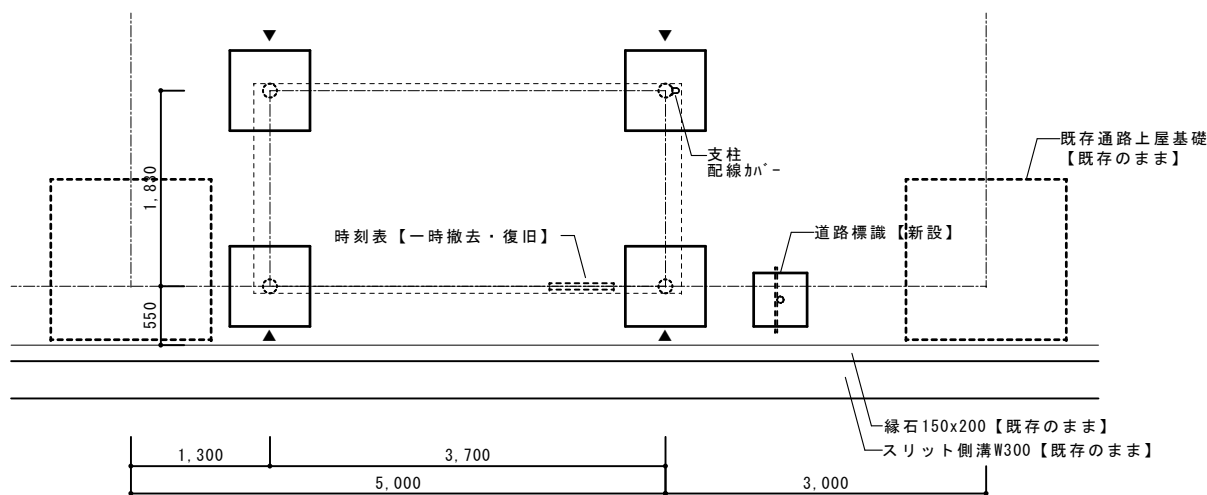 既存通路上屋基礎
【既存のまま】
支柱
配線ｶﾊﾞｰ
1,830
時刻表【一時撤去・復旧】
道路標識【新設】
550
縁石150x200【既存のまま】
スリット側溝W300【既存のまま】
1,300
3,700
5,000
3,000